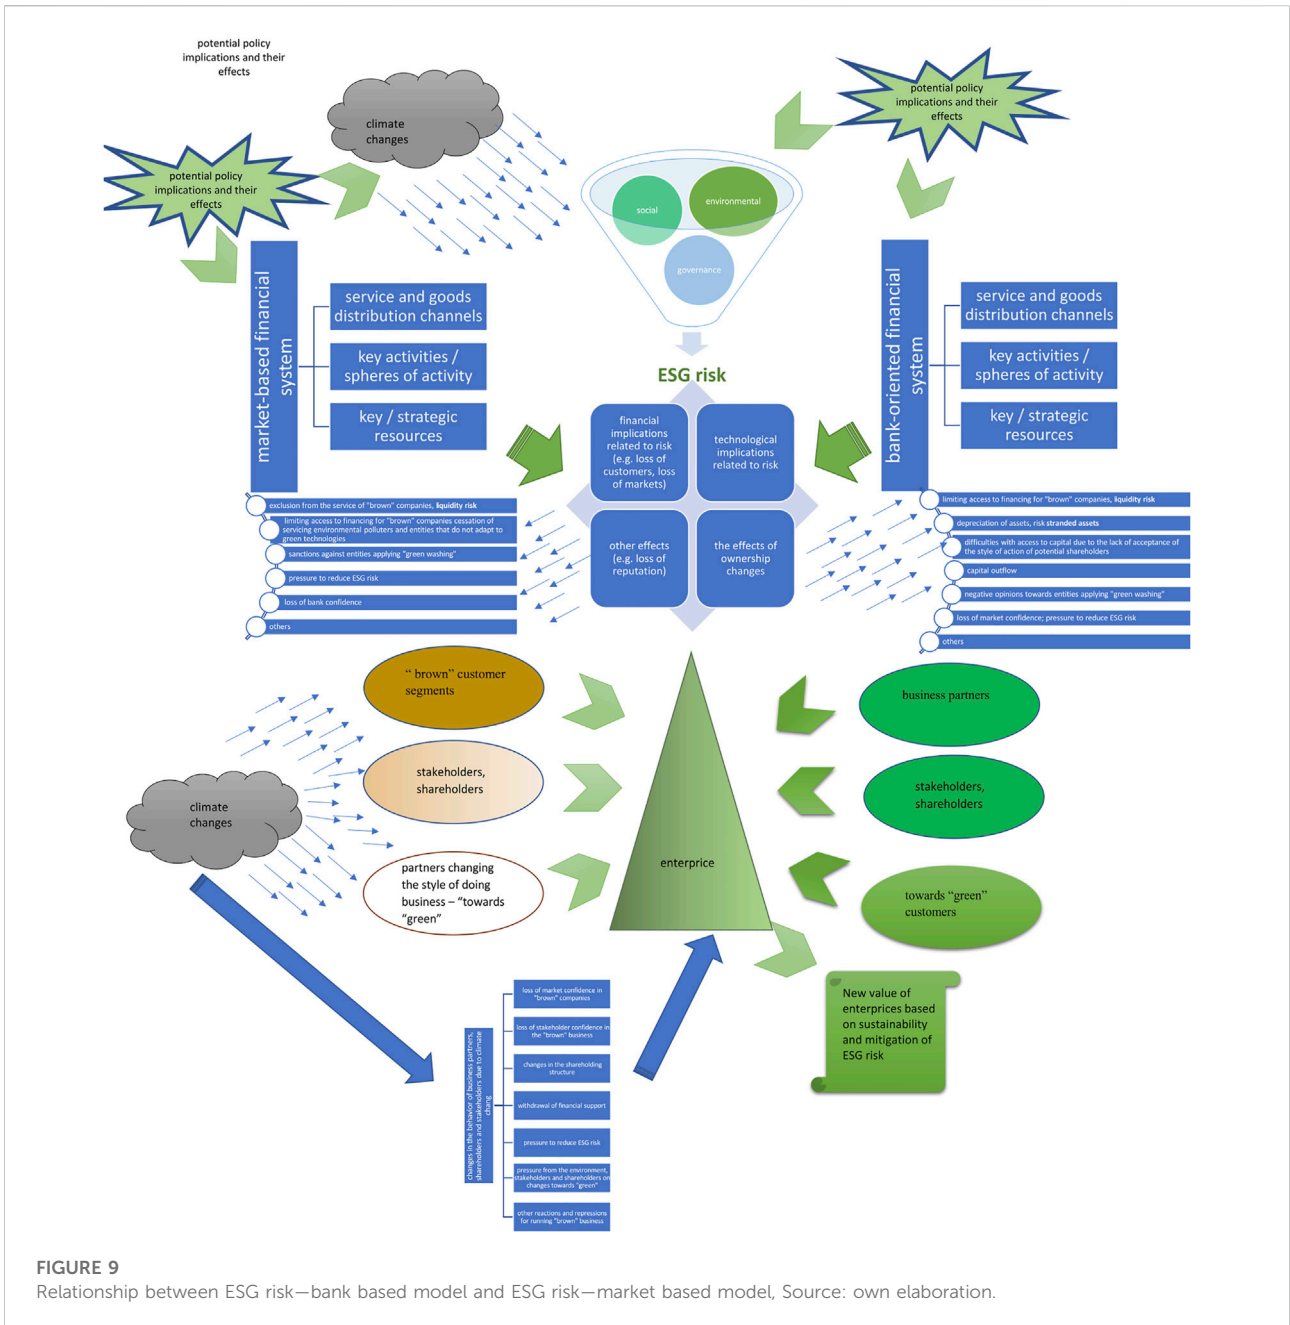 potential policy
implications and their
effects
climate
changes
potential policy
implications and their
effects
potential policy
implications and their
effects
social
environmental
governance
ESG risk
market-based financial
system
service and goods
distribution channels
key activities /
spheres of activity
key / strategic
resources
bank-oriented financial
system
service and goods
distribution channels
key activities /
spheres of activity
key / strategic
resources
financial
implications
related to risk
(e.g. loss of
customers, loss
of markets)
technological
implications
related to risk
other effects
(e.g. loss of
reputation)
the effects of
ownership
changes
exclusion from the service of "brown" companies, liquidity risk
limiting access to financing for "brown" companies cessation of
servicing environmental polluters and entities that do not adapt to
green technologies
sanctions against entities applying "green washing"
pressure to reduce ESG risk
loss of bank confidence
others
limiting access to financing for "brown" companies, liquidity risk
depreciation of assets, risk stranded assets
difficulties with access to capital due to the lack of acceptance of
the style of action of potential shareholders
capital outflow
negative opinions towards entities applying "green washing"
loss of market confidence; pressure to reduce ESG risk
others
“ brown” customer
segments
stakeholders,
shareholders
partners changing
the style of doing
business – “towards
“green”
climate
changes
enterprice
business partners
stakeholders,
shareholders
towards “green”
customers
New value of
enterprices based
on sustainability
and mitigation of
ESG risk
changes in the behavior of business partners,
shareholders and stakeholders due to climate
chang
loss of market confidence in
"brown" companies
loss of stakeholder confidence in
the "brown" business
changes in the shareholding
structure
withdrawal of financial support
pressure to reduce ESG risk
pressure from the environment,
stakeholders and shareholders on
changes towards "green"
other reactions and repressions
for running "brown" business
FIGURE 9
Relationship between ESG risk—bank based model and ESG risk—market based model, Source: own elaboration.